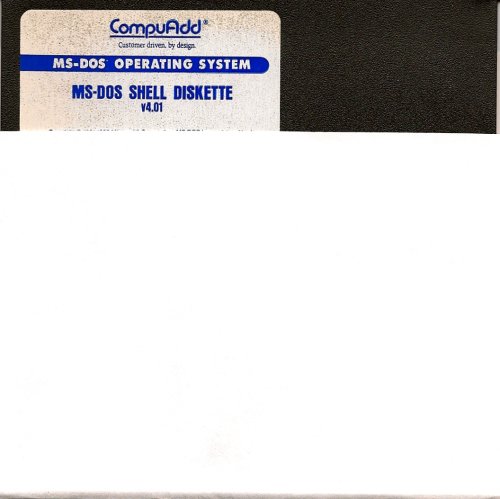 CompuAdd®
Customer driven, by design.
MS-DOS® OPERATING SYSTEM
MS-DOS SHELL DISKETTE
v4.01